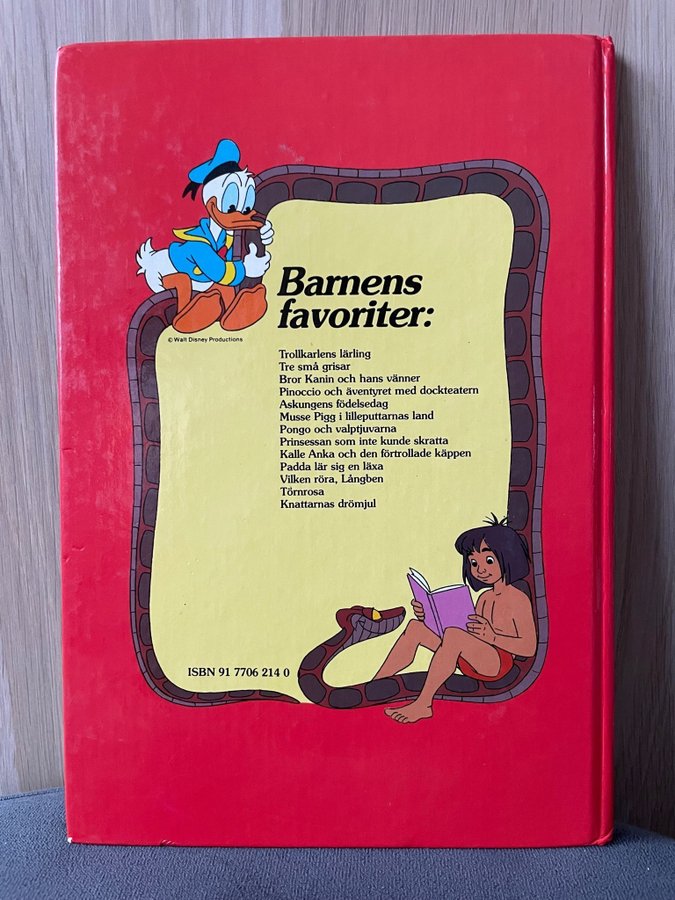 © Walt Disney Productions
Barnens
favoriter:
Trollkarlens lärling
Tre små grisar
Bror Kanin och hans vänner
Pinoccio och äventyret med dockteatern
Askungens födelsedag
Musse Pigg i lilleputtarnas land
Pongo och valptjuvarna
Prinsessan som inte kunde skratta
Kalle Anka och den förtrollade käppen
Padda lär sig en läxa
Vilken röra, Långben
Törnrosa
Knattarnas drömjul
ISBN 91 7706 214 0